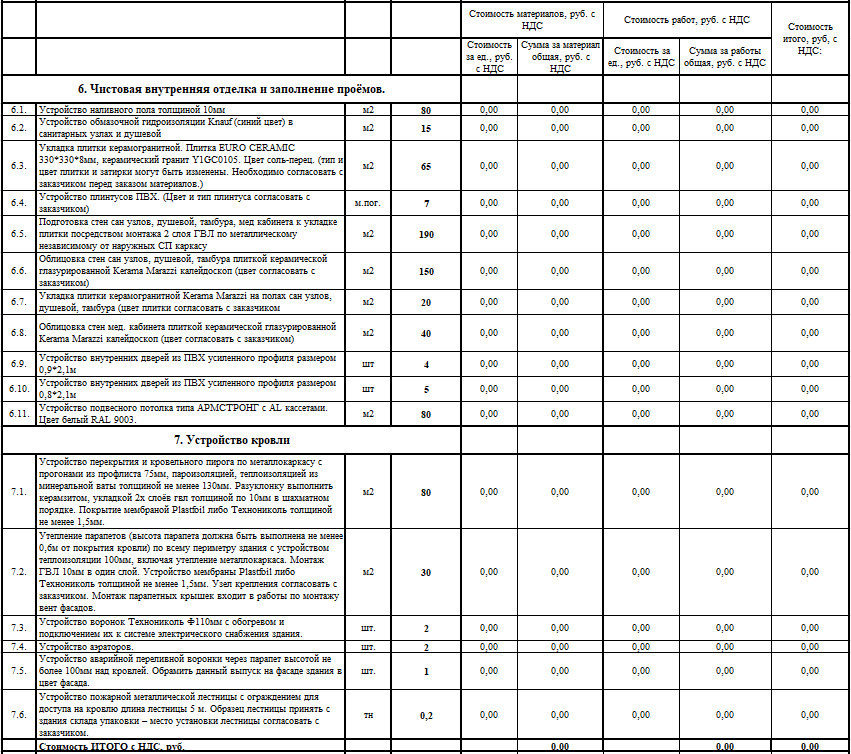 Стоимость материалов, руб. с НДС
Стоимость работ, руб. с НДС
Стоимость итого, руб, с НДС:
Стоимость за ед., руб. с НДС
Сумма за материал общая, руб. с НДС
Стоимость за ед., руб. с НДС
Сумма за работы общая, руб. с НДС
6. Чистовая внутренняя отделка и заполнение проёмов.
6.1. Устройство наливного пола толщиной 10мм м2 80 0,00 0,00 0,00 0,00 0,00
6.2. Устройство обмазочной гидроизоляции Knauf (синий цвет) в
санитарных узлах и душевой м2 15 0,00 0,00 0,00 0,00 0,00
6.3. Укладка плитки керамогранитной. Плитка EURO CERAMIC
330*330*8мм, керамический гранит Y1GC0105. Цвет соль-перец. (тип и
цвет плитки и затирки могут быть изменены. Необходимо согласовать с
заказчиком перед заказом материалов.) м2 65 0,00 0,00 0,00 0,00 0,00
6.4. Устройство плинтусов ПВХ. (Цвет и тип плинтуса согласовать с
заказчиком) м.пог. 7 0,00 0,00 0,00 0,00 0,00
6.5. Подготовка стен сан узлов, душевой, тамбура, мед кабинета к укладке
плитки посредством монтажа 2 слоя ГВЛ по металлическому
независимому от наружных СП каркасу м2 190 0,00 0,00 0,00 0,00 0,00
6.6. Облицовка стен сан узлов, душевой, тамбура плиткой керамической
глазурированной Kerama Marazzi калейдоскоп (цвет согласовать с
заказчиком) м2 150 0,00 0,00 0,00 0,00 0,00
6.7. Укладка плитки керамогранитной Kerama Marazzi на полах сан узлов,
душевой, тамбура (цвет плитки согласовать с заказчиком м2 20 0,00 0,00 0,00 0,00 0,00
6.8. Облицовка стен мед. кабинета плиткой керамической глазурированной
Kerama Marazzi калейдоскоп (цвет согласовать с заказчиком) м2 40 0,00 0,00 0,00 0,00 0,00
6.9. Устройство внутренних дверей из ПВХ усиленного профиля размером
0,9*2,1м шт 4 0,00 0,00 0,00 0,00 0,00
6.10. Устройство внутренних дверей из ПВХ усиленного профиля размером
0,8*2,1м шт 5 0,00 0,00 0,00 0,00 0,00
6.11. Устройство подвесного потолка типа АРМСТРОНГ с AL кассетами.
Цвет белый RAL 9003. м2 80 0,00 0,00 0,00 0,00 0,00
7. Устройство кровли
7.1. Устройство перекрытия и кровельного пирога по металлокаркасу с
прогонами из профлиста 75мм, пароизоляцией, теплоизоляцией из
минеральной ваты толщиной не менее 130мм. Разуклонку выполнить
керамзитом, укладкой 2х слоёв гвл толщиной по 10мм в шахматном
порядке. Покрытие мембраной Plastfoil либо Технониколь толщиной
не менее 1,5мм. м2 80 0,00 0,00 0,00 0,00 0,00
7.2. Утепление парапетов (высота парапета должна быть выполнена не менее
0,6м от покрытия кровли) по всему периметру здания с устройством
теплоизоляции 100мм, включая утепление металлокаркаса. Монтаж
ГВЛ 10мм в один слой. Устройство мембраны Plastfoil либо
Технониколь толщиной не менее 1,5мм. Узел крепления согласовать с
заказчиком. Монтаж парапетных крышек входит в работы по монтажу
вент фасадов. м2 30 0,00 0,00 0,00 0,00 0,00
7.3. Устройство воронок Технониколь Ф110мм с обогревом и
подключением их к системе электрического снабжения здания. шт. 2 0,00 0,00 0,00 0,00 0,00
7.4. Устройство аэраторов. шт. 2 0,00 0,00 0,00 0,00 0,00
7.5. Устройство аварийной переливной воронки через парапет высотой не
более 100мм над кровлей. Обрамить данный выпуск на фасаде здания в
цвет фасада. шт. 1 0,00 0,00 0,00 0,00 0,00
7.6. Устройство пожарной металлической лестницы с ограждением для
доступа на кровлю длина лестницы 5 м. Образец лестницы принять с
здания склада упаковки – место установки лестницы согласовать с
заказчиком. тн 0,2 0,00 0,00 0,00 0,00 0,00
Стоимость ИТОГО с НДС, руб. 0,00 0,00 0,00